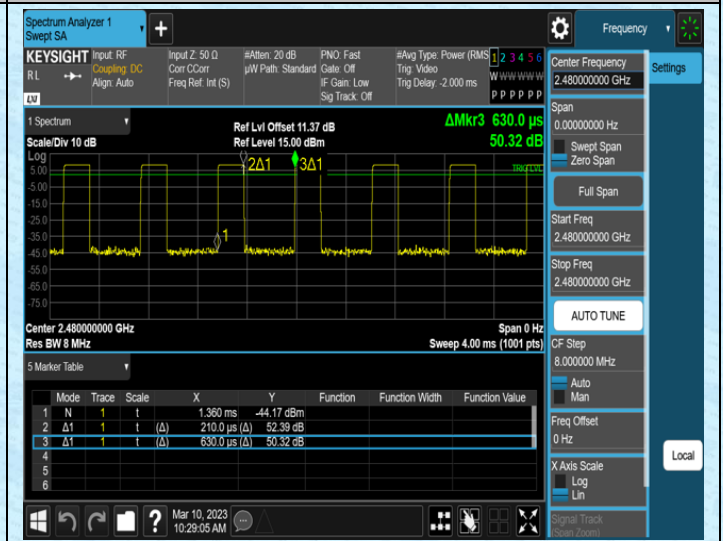 Spectrum Analyzer 1
Swept SA
+
Frequency
KEYSIGHT
RL
LXI
Input: RF
Coupling: DC
Align: Auto
Input Z: 50 Ω
Corr CCorr
Freq Ref: Int (S)
#Atten: 20 dB
µW Path: Standard
PNO: Fast
Gate: Off
IF Gain: Low
Sig Track: Off
#Avg Type: Power (RMS
Trig: Video
Trig Delay: -2.000 ms
1 2 3 4 5 6
W W W W W W
P P P P P P
1 Spectrum
Scale/Div 10 dB
Ref Lvl Offset 11.37 dB
Ref Level 15.00 dBm
ΔMkr3 630.0 µs
50.32 dB
Log
5.00
-5.00
-15.0
-25.0
-35.0
-45.0
-55.0
-65.0
-75.0
2Δ1
3Δ1
1
TRIG LVL
Center 2.480000000 GHz
Res BW 8 MHz
Span 0 Hz
Sweep 4.00 ms (1001 pts)
5 Marker Table
Mode Trace Scale X Y Function Function Width Function Value
1 N 1 t 1.360 ms -44.17 dBm
2 Δ1 1 t (Δ) 210.0 µs (Δ) 52.39 dB
3 Δ1 1 t (Δ) 630.0 µs (Δ) 50.32 dB
4
5
6
?
Mar 10, 2023
10:29:05 AM
Center Frequency
2.480000000 GHz
Span
0.00000000 Hz
Swept Span
Zero Span
Full Span
Start Freq
2.480000000 GHz
Stop Freq
2.480000000 GHz
AUTO TUNE
CF Step
8.000000 MHz
Auto
Man
Freq Offset
0 Hz
X Axis Scale
Log
Lin
Signal Track
(Span Zoom)
Settings
Local